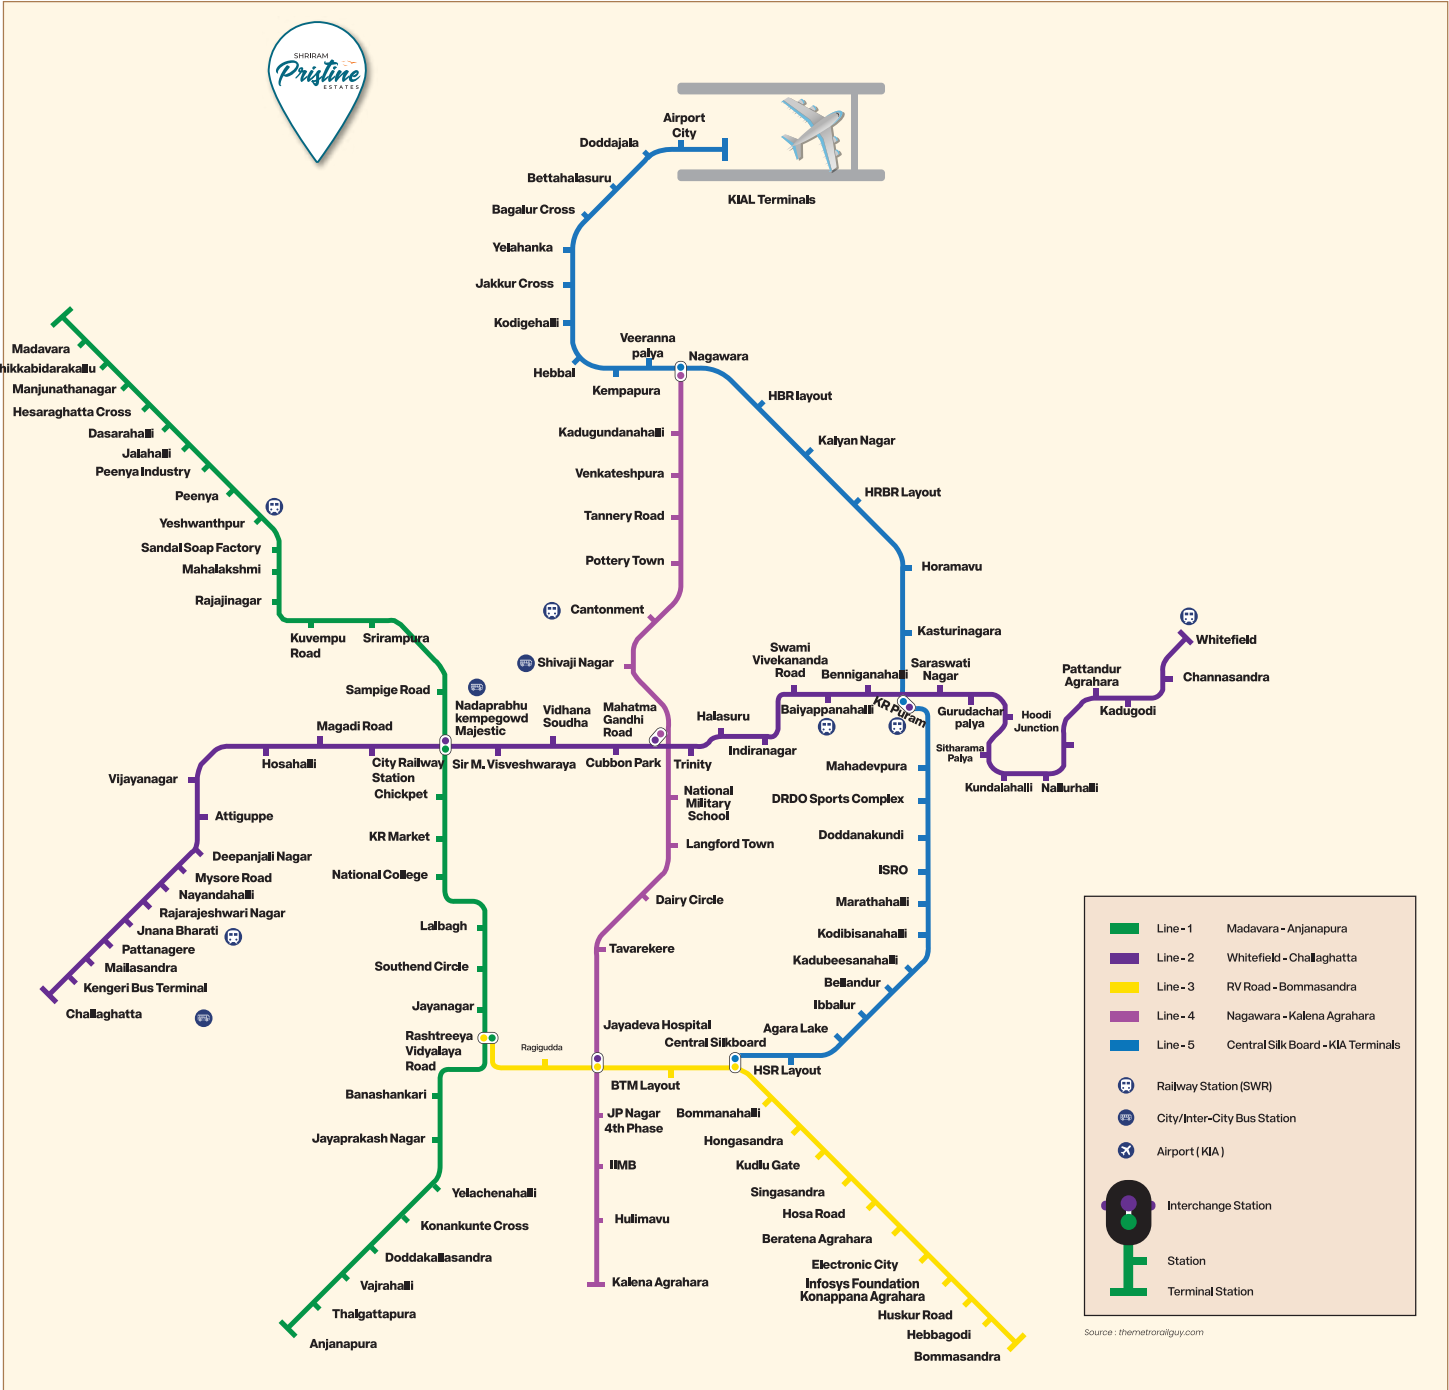 SHRIRAM
Pristine
ESTATES
Airport
City
Doddajala
Bettahalasuru
KIAL Terminals
Bagalur Cross
Yelahanka
Jakkur Cross
Kodigehalli
Veeranna
palya
Nagawara
Hebbal
Kempapura
HBR layout
Kadugundanahalli
Kalyan Nagar
Venkateshpura
HRBR Layout
Tannery Road
Pottery Town
Horamavu
Cantonment
Kasturinagara
Shivaji Nagar
Madavara
hikkabidarakallu
Manjunathanagar
Hesaraghatta Cross
Dasarahalli
Jalahalli
Peenya Industry
Peenya
Yeshwanthpur
Sandal Soap Factory
Mahalakshmi
Rajajinagar
Kuvempu
Road
Srirampura
Sampige Road
Nadaprabhu
kempegowd
Majestic
Vidhana
Soudha
Mahatma
Gandhi
Road
Halasuru
Indiranagar
Swami
Vivekananda
Road
Benniganahalli
Baiyappanahalli
KR Puram
Saraswati
Nagar
Gurudachar
palya
Hoodi
Junction
Sitharama
Palya
Kundalahalli
Nallurhalli
Pattandur
Agrahara
Kadugodi
Channasandra
Whitefield
Magadi Road
Hosahalli
City Railway
Station
Sir M. Visveshwaraya
Cubbon Park
Trinity
Vijayanagar
Attiguppe
Deepanjali Nagar
Mysore Road
Nayandahalli
Rajarajeshwari Nagar
Jnana Bharati
Pattanagere
Mailasandra
Kengeri Bus Terminal
Challaghatta
Chickpet
KR Market
National College
Lalbagh
Southend Circle
Jayanagar
Rashtreeya
Vidyalaya
Road
Banashankari
Jayaprakash Nagar
Yelachenahalli
Konankunte Cross
Doddakallasandra
Vajrahalli
Thalgattapura
Anjanapura
National
Military
School
Langford Town
Dairy Circle
Tavarekere
Jayadeva Hospital
Central Silkboard
Ragigudda
BTM Layout
HSR Layout
JP Nagar
4th Phase
IIMB
Hulimavu
Kalena Agrahara
Mahadevpura
DRDO Sports Complex
Doddanakundi
ISRO
Marathahalli
Kodibisanahalli
Kadubeesanahalli
Bellandur
Ibbalur
Agara Lake
Bommanahalli
Hongasandra
Kudlu Gate
Singasandra
Hosa Road
Beratena Agrahara
Electronic City
Infosys Foundation
Konappana Agrahara
Huskur Road
Hebbagodi
Bommasandra
Line - 1 Madavara - Anjanapura
Line - 2 Whitefield - Challaghatta
Line - 3 RV Road - Bommasandra
Line - 4 Nagawara - Kalena Agrahara
Line - 5 Central Silk Board - KIA Terminals
Railway Station (SWR)
City/Inter-City Bus Station
Airport ( KIA )
Interchange Station
Station
Terminal Station
Source : themetrorailguy.com